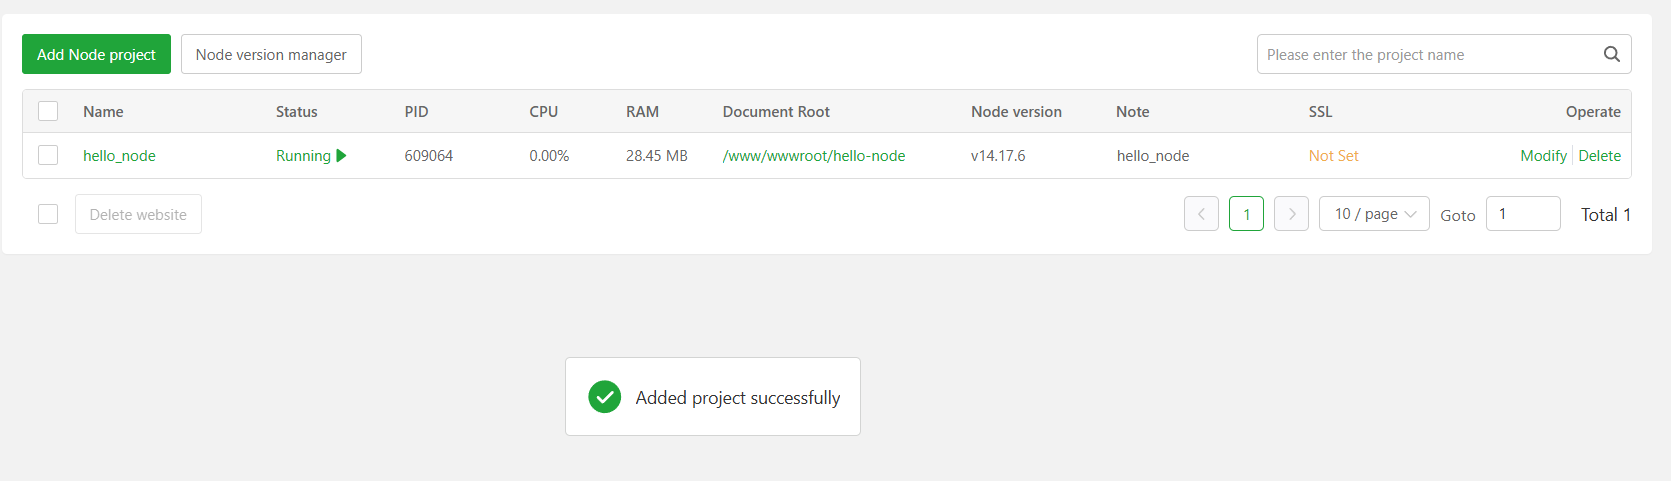 Add Node project Node version manager Please enter the project name
Name Status PID CPU RAM Document Root Node version Note SSL Operate
hello_node Running 609064 0.00% 28.45 MB /www/wwwroot/hello-node v14.17.6 hello_node Not Set Modify Delete
Delete website 1 10 / page Goto 1 Total 1
Added project successfully